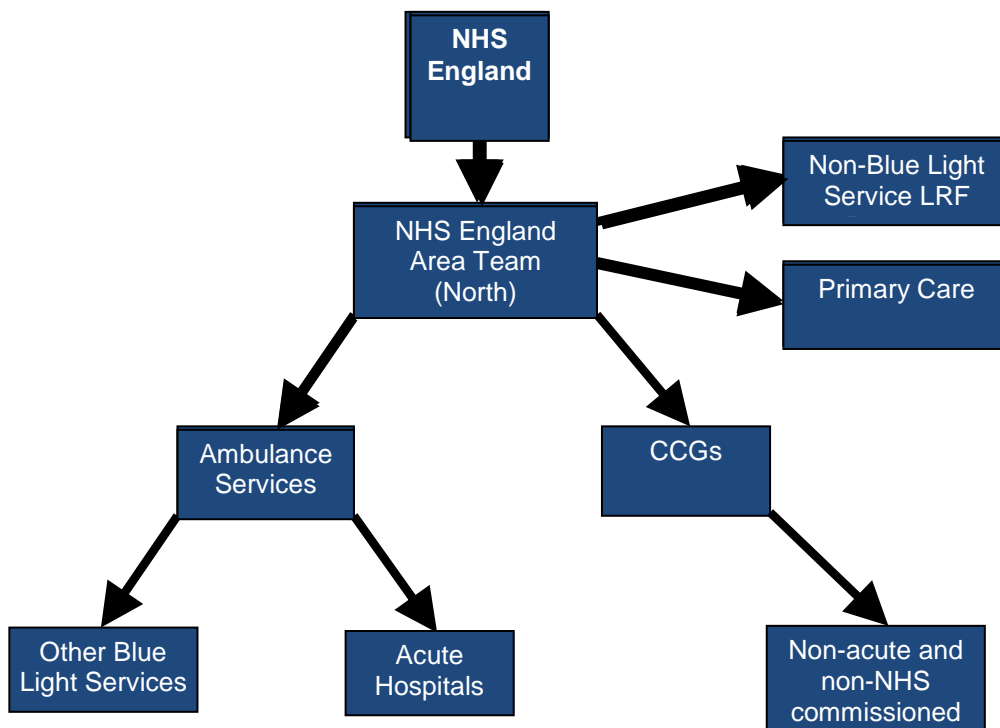 NHS
England
Non-Blue Light
Service LRF
NHS England
Area Team
(North)
Primary Care
Ambulance
Services
CCGs
Other Blue
Light Services
Acute
Hospitals
Non-acute and
non-NHS
commissioned